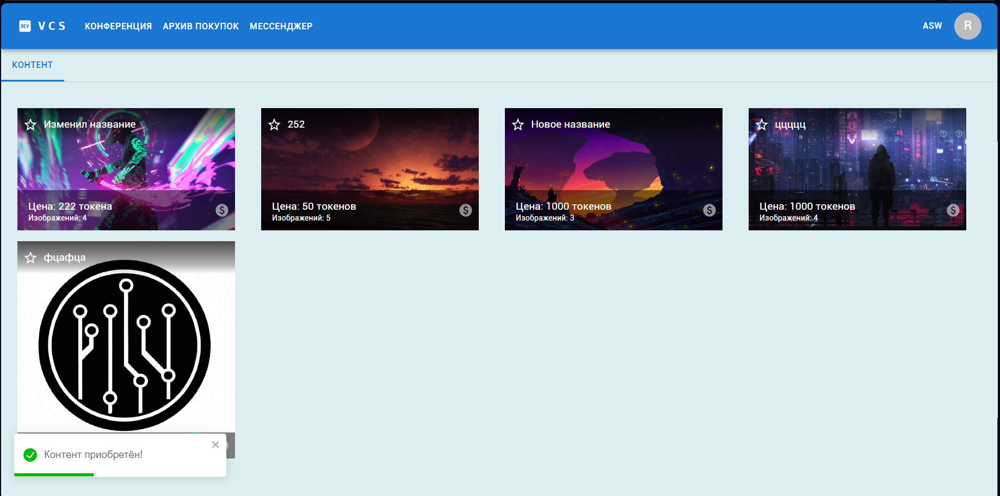 DEV VCS КОНФЕРЕНЦИЯ АРХИВ ПОКУПОК МЕССЕНДЖЕР ASW R
КОНТЕНТ
Изменил название
Цена: 222 токена
Изображений: 4
252
Цена: 50 токенов
Изображений: 5
Новое название
Цена: 1000 токенов
Изображений: 3
ццццц
Цена: 1000 токенов
Изображений: 4
фцафца
Контент приобретён!